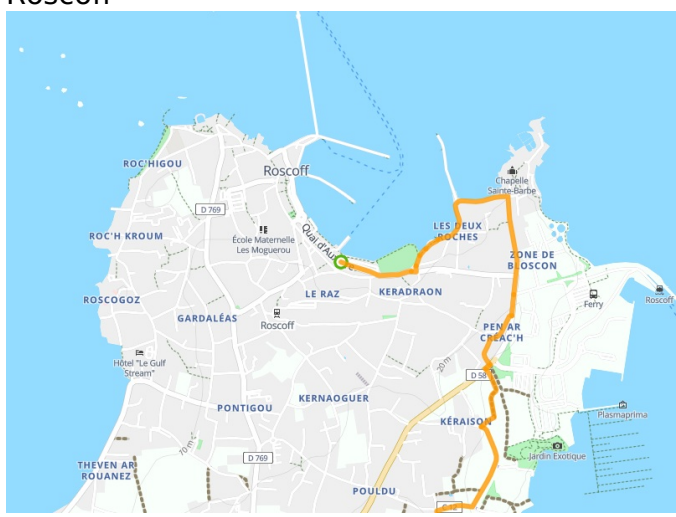 Roscoff
ROC'HIGOU
Roscoff
Chapelle
Sainte-Barbe
D 769
ROC'H KROUM
École Maternelle
Les Moguerou
Quai d'Auxerre
LES DEUX
ROCHES
ZONE DE
BLOSCON
ROSCOGOZ
LE RAZ
KERADRAON
Ferry
Roscoff
GARDALÉAS
Roscoff
PEN AR
CREAC'H
Hôtel "Le Gulf
Stream"
20 m
D 58
KERNAOGUER
PONTIGOU
KÉRAISON
Plasmaprima
70 m
D 769
THEVEN AR
ROUANEZ
Jardin Exotique
POULDU